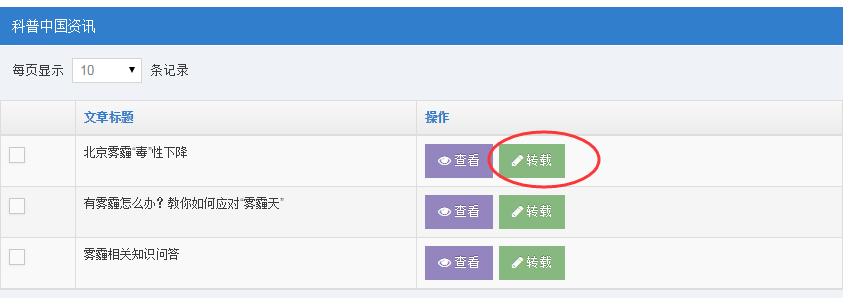 科普中国资讯
每页显示 10 条记录
文章标题 操作
北京雾霾“毒”性下降 查看 转载
有雾霾怎么办？教你如何应对“雾霾天” 查看 转载
雾霾相关知识问答 查看 转载